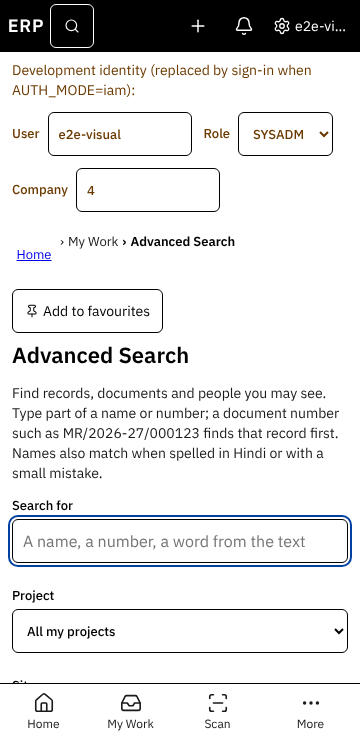 ERP
e2e-vi...
Development identity (replaced by sign-in when
AUTH_MODE=iam):
User
e2e-visual
Role
SYSADM
Company
4
Home › My Work › Advanced Search
Add to favourites
Advanced Search
Find records, documents and people you may see.
Type part of a name or number; a document number
such as MR/2026-27/000123 finds that record first.
Names also match when spelled in Hindi or with a
small mistake.
Search for
A name, a number, a word from the text
Project
All my projects
Home
My Work
Scan
More